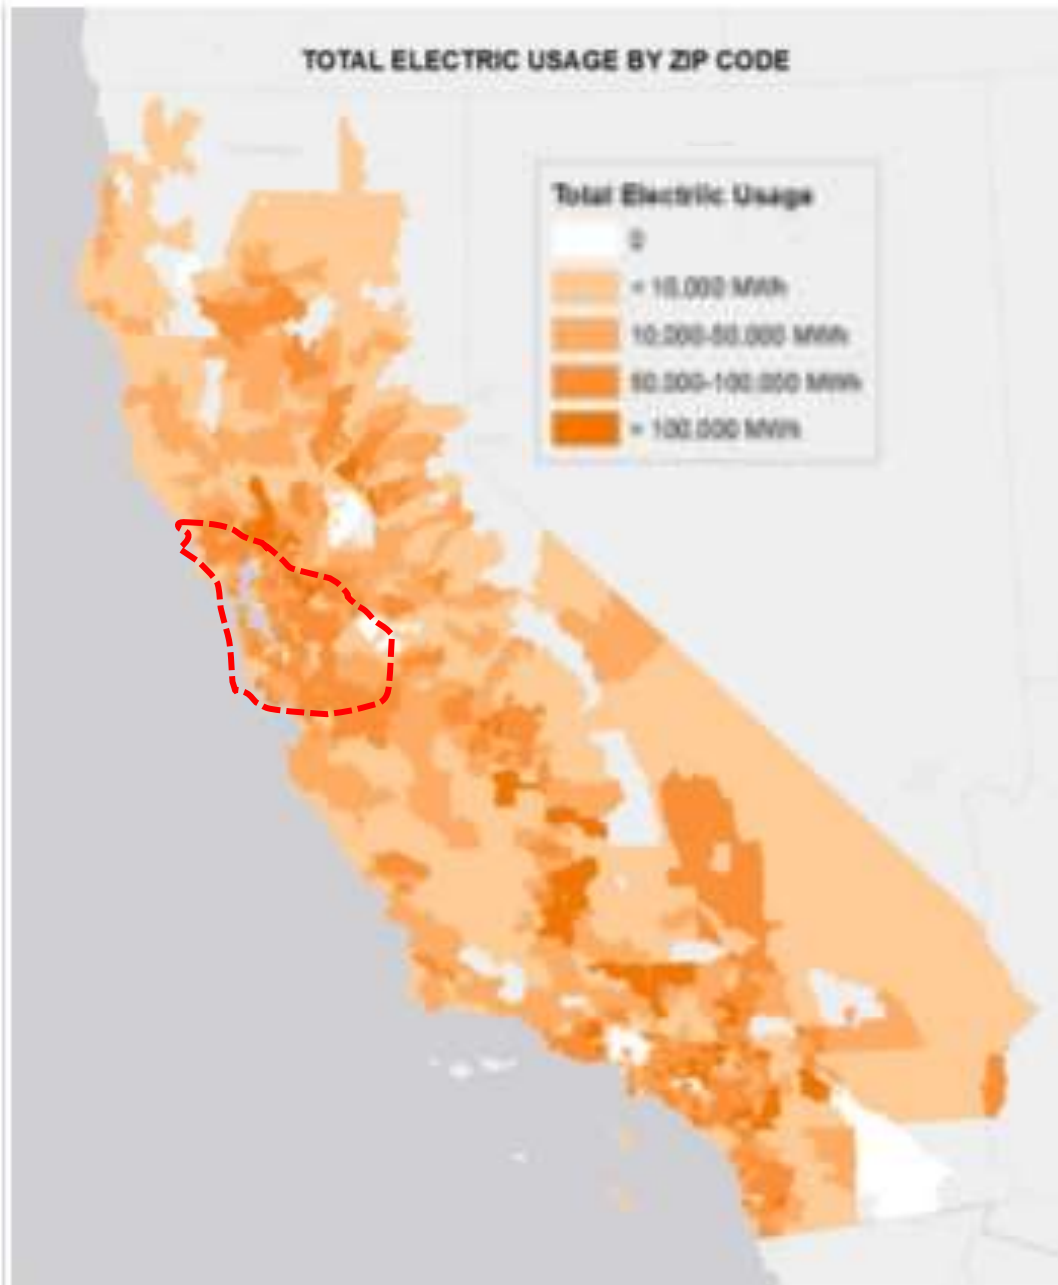 TOTAL ELECTRIC USAGE BY ZIP CODE
Total Electriic Usage
0
< 10,000 MWh
10,000-50,000 MWh
50,000-100,000 MWh
> 100,000 MWh